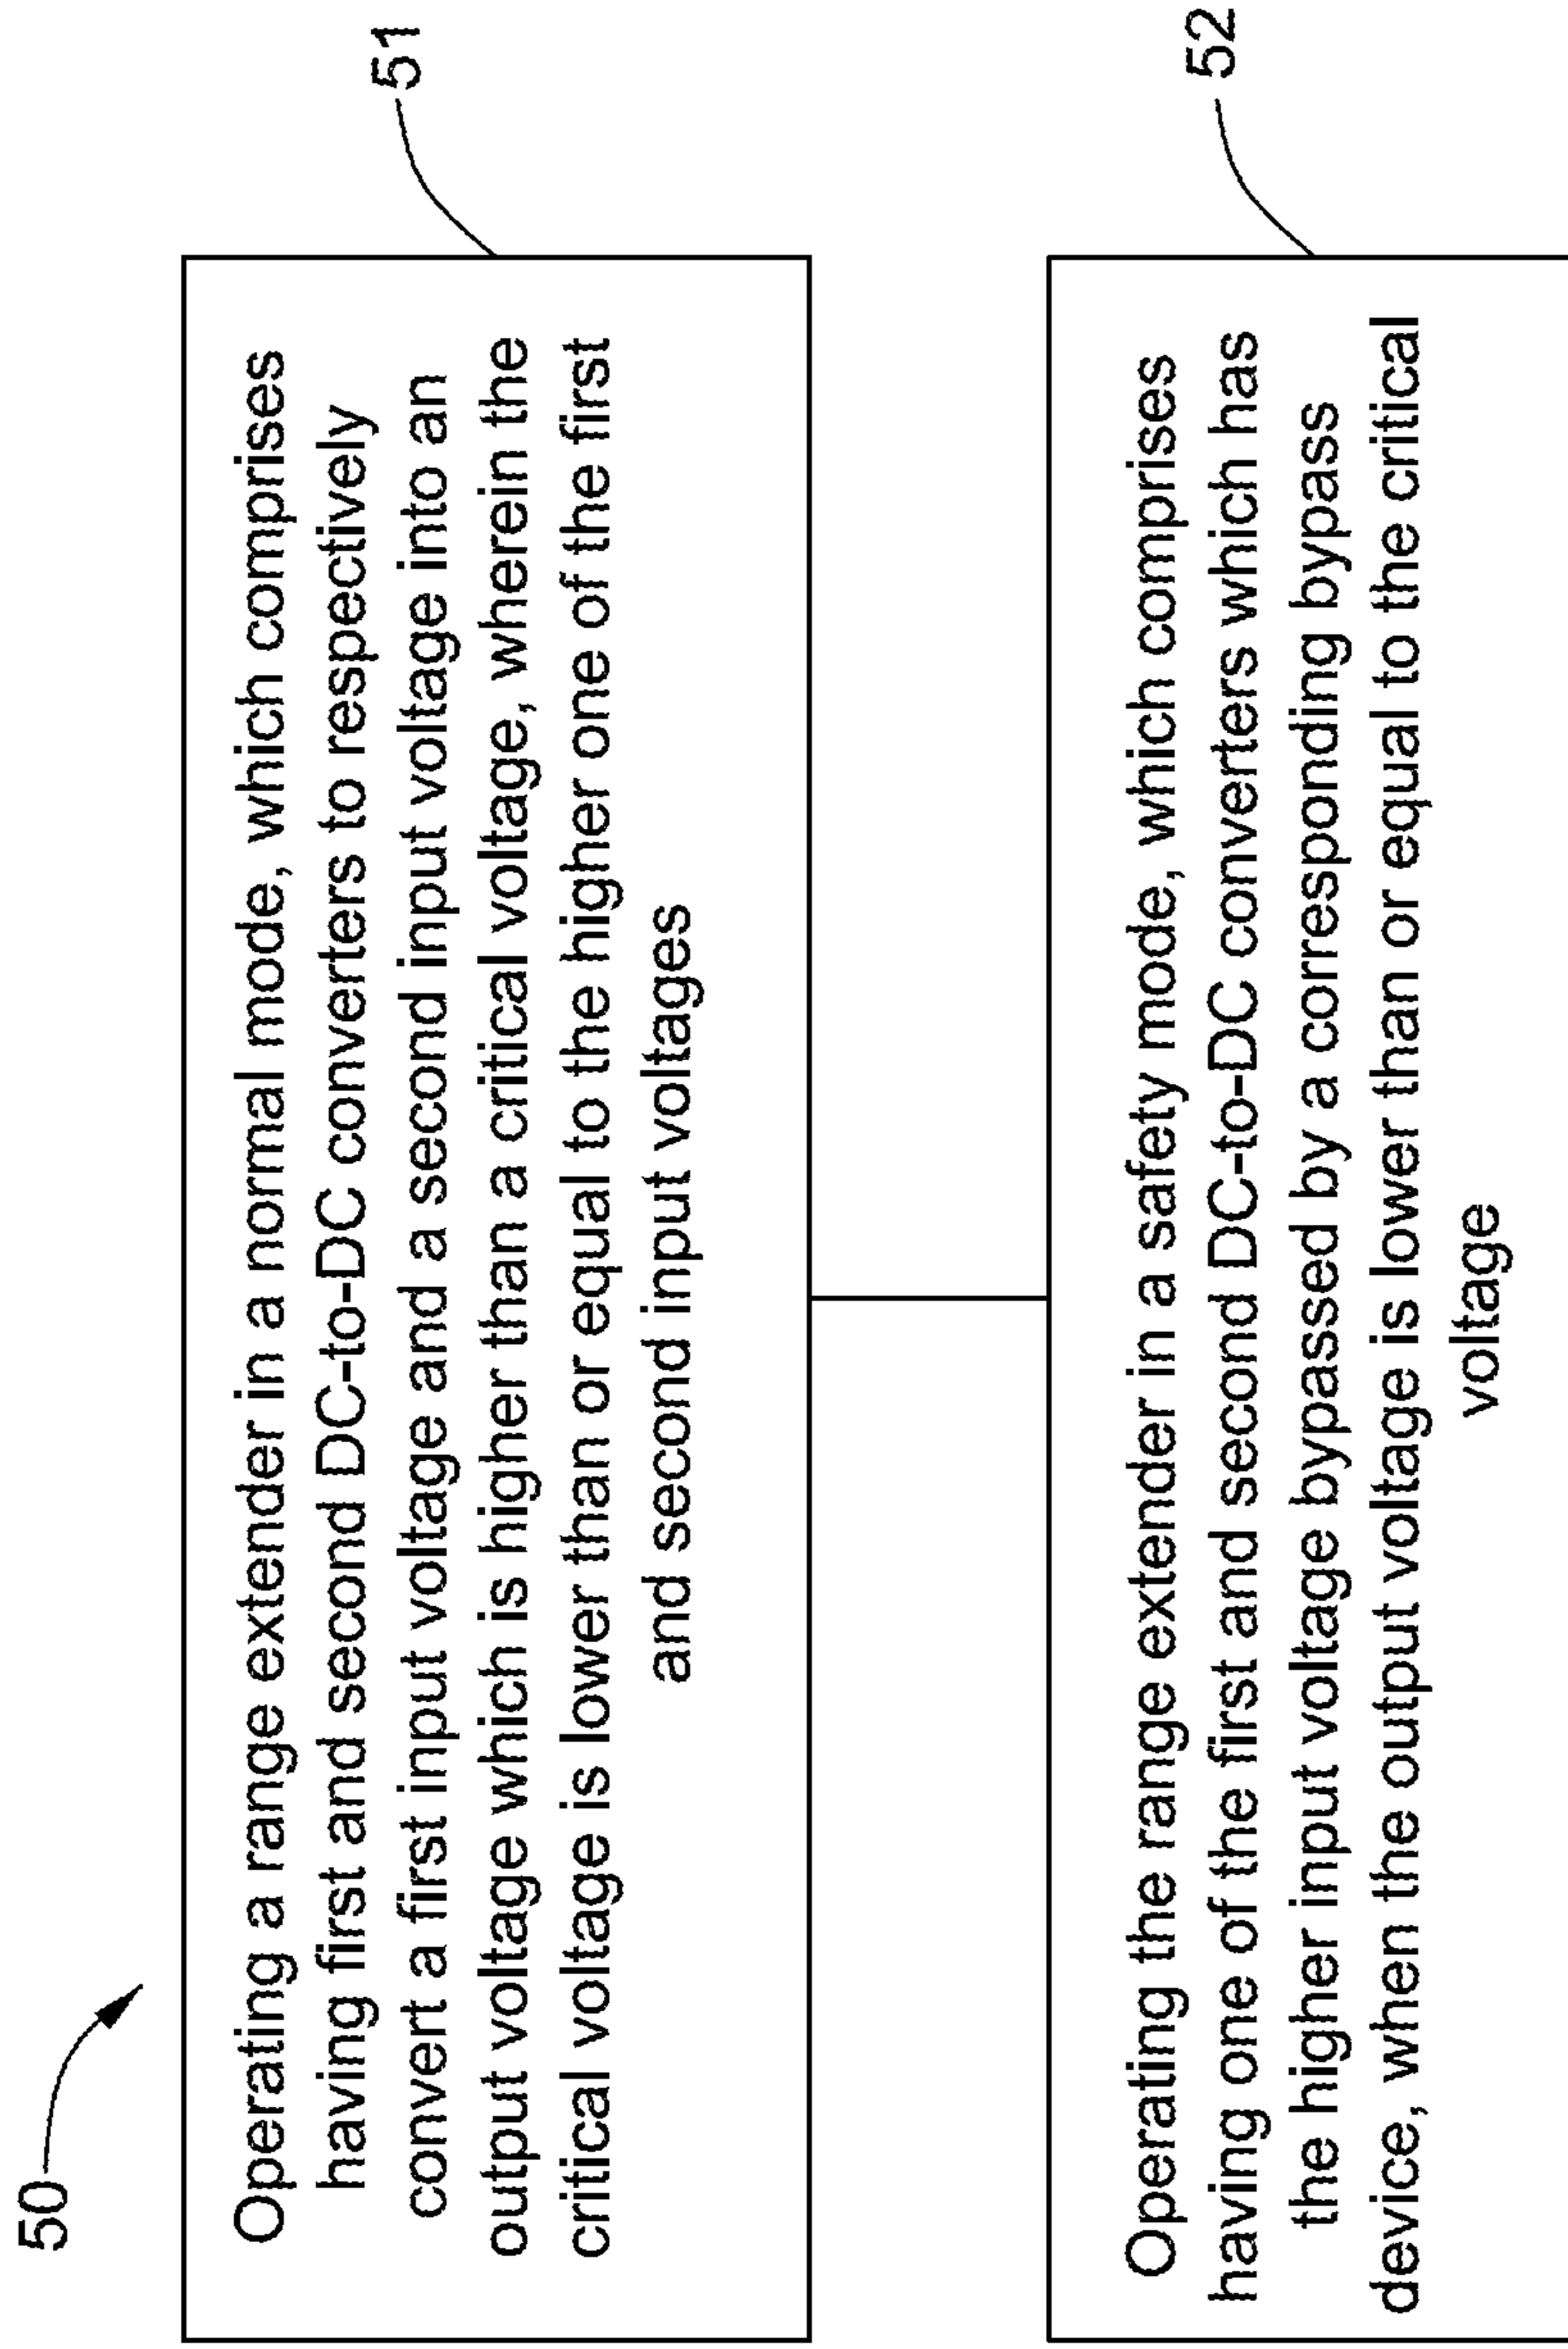 50
51
Operating a range extender in a normal mode, which comprises
having first and second DC-to-DC converters to respectively
convert a first input voltage and a second input voltage into an
output voltage which is higher than a critical voltage, wherein the
critical voltage is lower than or equal to the higher one of the first
and second input voltages
52
Operating the range extender in a safety mode, which comprises
having one of the first and second DC-to-DC converters which has
the higher input voltage bypassed by a corresponding bypass
device, when the output voltage is lower than or equal to the critical
voltage